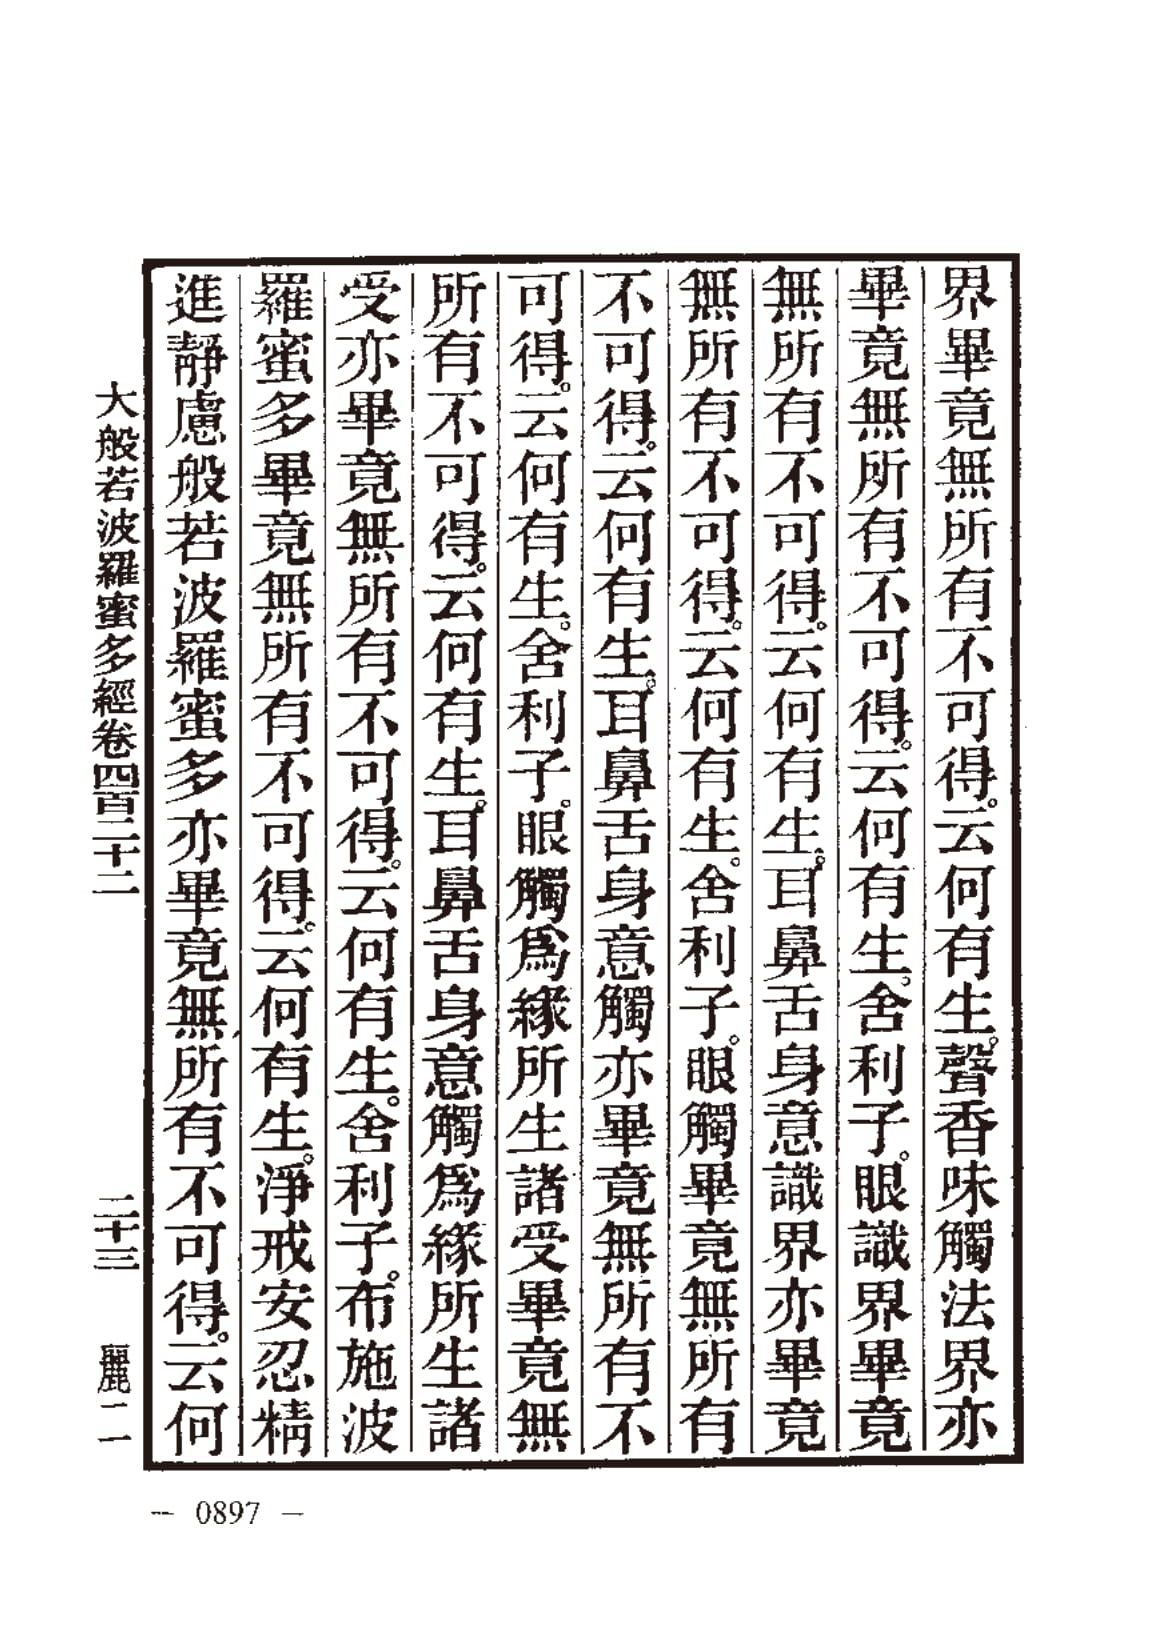 界畢竟無所有不可得。云何有生。聲香味觸法界亦
畢竟無所有不可得。云何有生。舍利子。眼識界畢竟
無所有不可得。云何有生。耳鼻舌身意識界亦畢竟
無所有不可得。云何有生。舍利子。眼觸畢竟無所有
不可得。云何有生。耳鼻舌身意觸亦畢竟無所有不
可得。云何有生。舍利子。眼觸爲緣所生諸受畢竟無
所有不可得。云何有生。耳鼻舌身意觸爲緣所生諸
受亦畢竟無所有不可得。云何有生。舍利子。布施波
羅蜜多畢竟無所有不可得。云何有生。淨戒安忍精
進靜慮般若波羅蜜多亦畢竟無所有不可得。云何
大般若波羅蜜多經卷四百二十二 二十三 麗二
— 0897 —